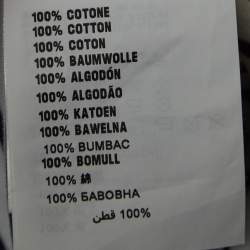 100% COTONE
100% COTTON
100% COTON
100% BAUMWOLLE
100% ALGODÓN
100% ALGODÃO
100% KATOEN
100% BAWELNA
100% BUMBAC
100% BOMULL
100% 綿
100% БАВОВНА
100% قطن